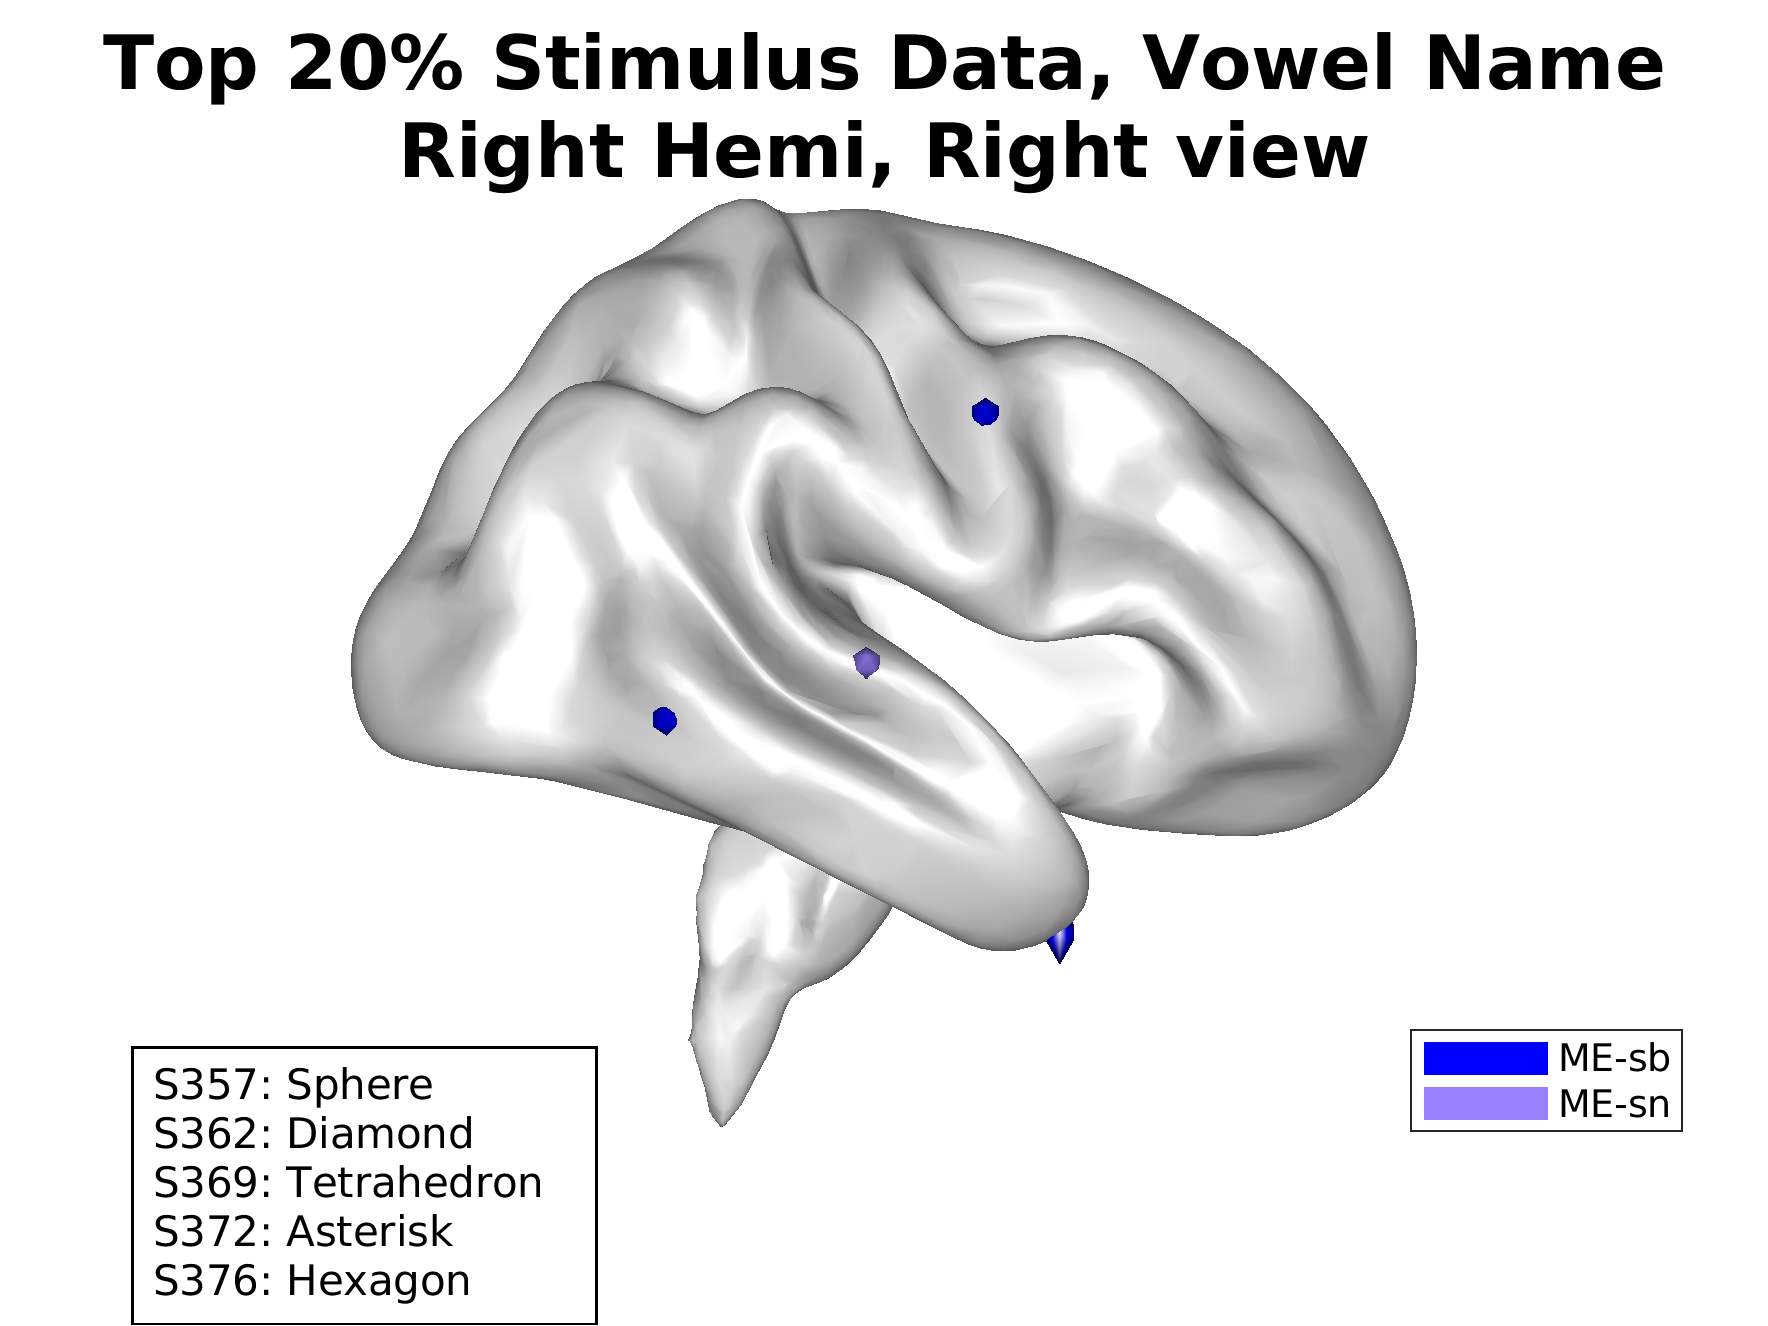 Top 20% Stimulus Data, Vowel Name
Right Hemi, Right view
S357: Sphere
S362: Diamond
S369: Tetrahedron
S372: Asterisk
S376: Hexagon
ME-sb
ME-sn